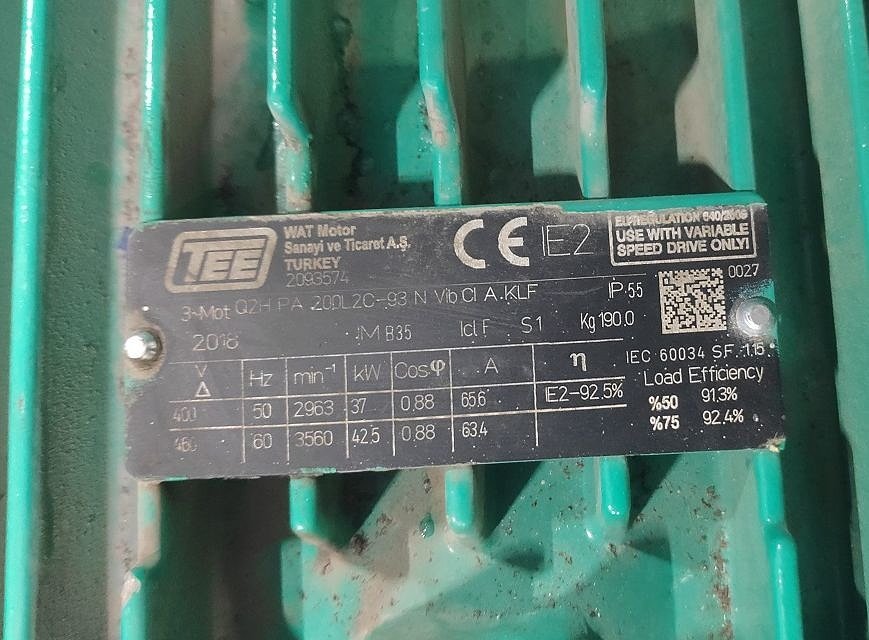 TEE
WAT Motor
Sanayi ve Ticaret A.Ş.
TURKEY
2093574
CE IE2
EU REGULATION 640/2009
USE WITH VARIABLE
SPEED DRIVE ONLY!
0027
3~Mot Q2H PA 200L2C-93 N Vib Cl A KLF IP 55
2018 IM B35 Icl F S1 Kg 190.0
IEC 60034 SF. 1.15
V Δ Hz min⁻¹ kW Cosφ A η
400 50 2963 37 0.88 65.6 IE2-92.5%
460 60 3560 42.5 0.88 63.4
Load Efficiency
%50 91.3%
%75 92.4%